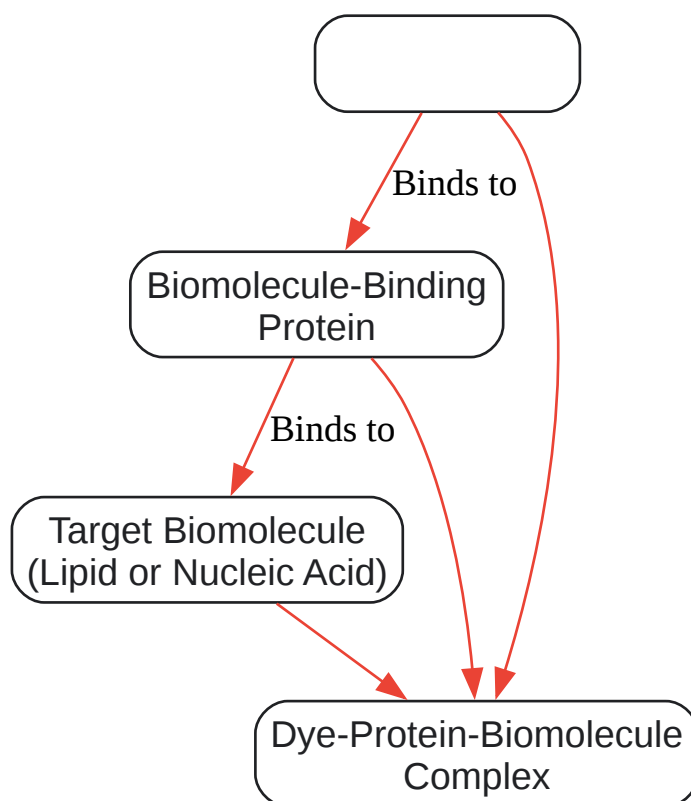 Binds to
Biomolecule-Binding
Protein
Binds to
Target Biomolecule
(Lipid or Nucleic Acid)
Dye-Protein-Biomolecule
Complex